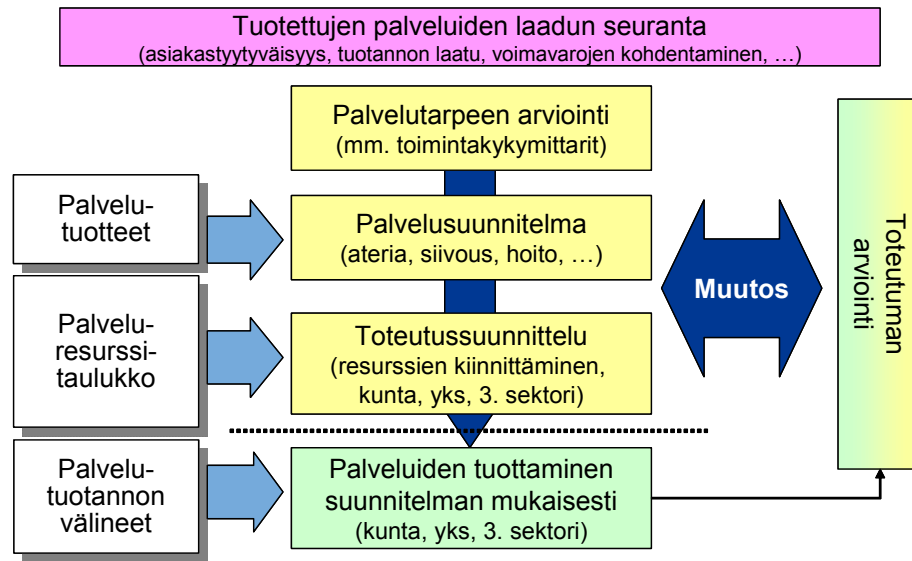 Tuotettujen palveluiden laadun seuranta
(asiakastyytyväisyys, tuotannon laatu, voimavarojen kohdentaminen, …)
Palvelutarpeen arviointi
(mm. toimintakykymittarit)
Palvelu-
tuotteet
Palvelusuunnitelma
(ateria, siivous, hoito, …)
Muutos
Toteutuman
arviointi
Palvelu-
resurssi-
taulukko
Toteutussuunnittelu
(resurssien kiinnittäminen,
kunta, yks, 3. sektori)
Palvelu-
tuotannon
välineet
Palveluiden tuottaminen
suunnitelman mukaisesti
(kunta, yks, 3. sektori)